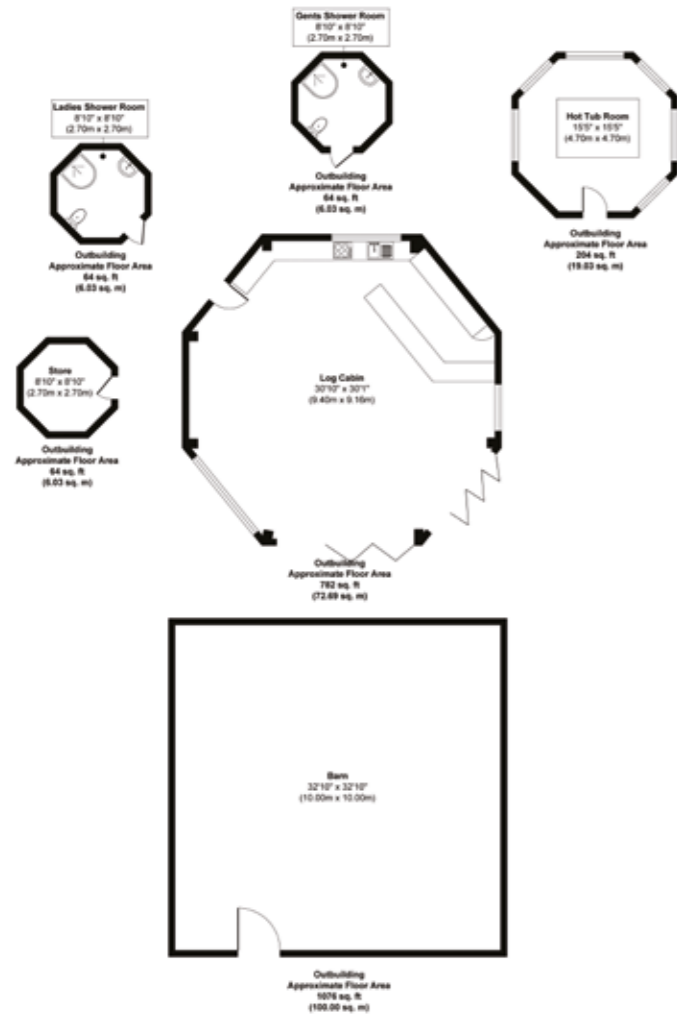 Gents Shower Room
8'10" x 8'10"
(2.70m x 2.70m)
Outbuilding
Approximate Floor Area
64 sq. ft
(6.03 sq. m)
Ladies Shower Room
8'10" x 8'10"
(2.70m x 2.70m)
Outbuilding
Approximate Floor Area
64 sq. ft
(6.03 sq. m)
Hot Tub Room
15'5" x 15'5"
(4.70m x 4.70m)
Outbuilding
Approximate Floor Area
204 sq. ft
(19.03 sq. m)
Store
8'10" x 8'10"
(2.70m x 2.70m)
Outbuilding
Approximate Floor Area
64 sq. ft
(6.03 sq. m)
Log Cabin
30'10" x 30'1"
(9.40m x 9.16m)
Outbuilding
Approximate Floor Area
782 sq. ft
(72.69 sq. m)
Barn
32'10" x 32'10"
(10.00m x 10.00m)
Outbuilding
Approximate Floor Area
1076 sq. ft
(100.00 sq. m)